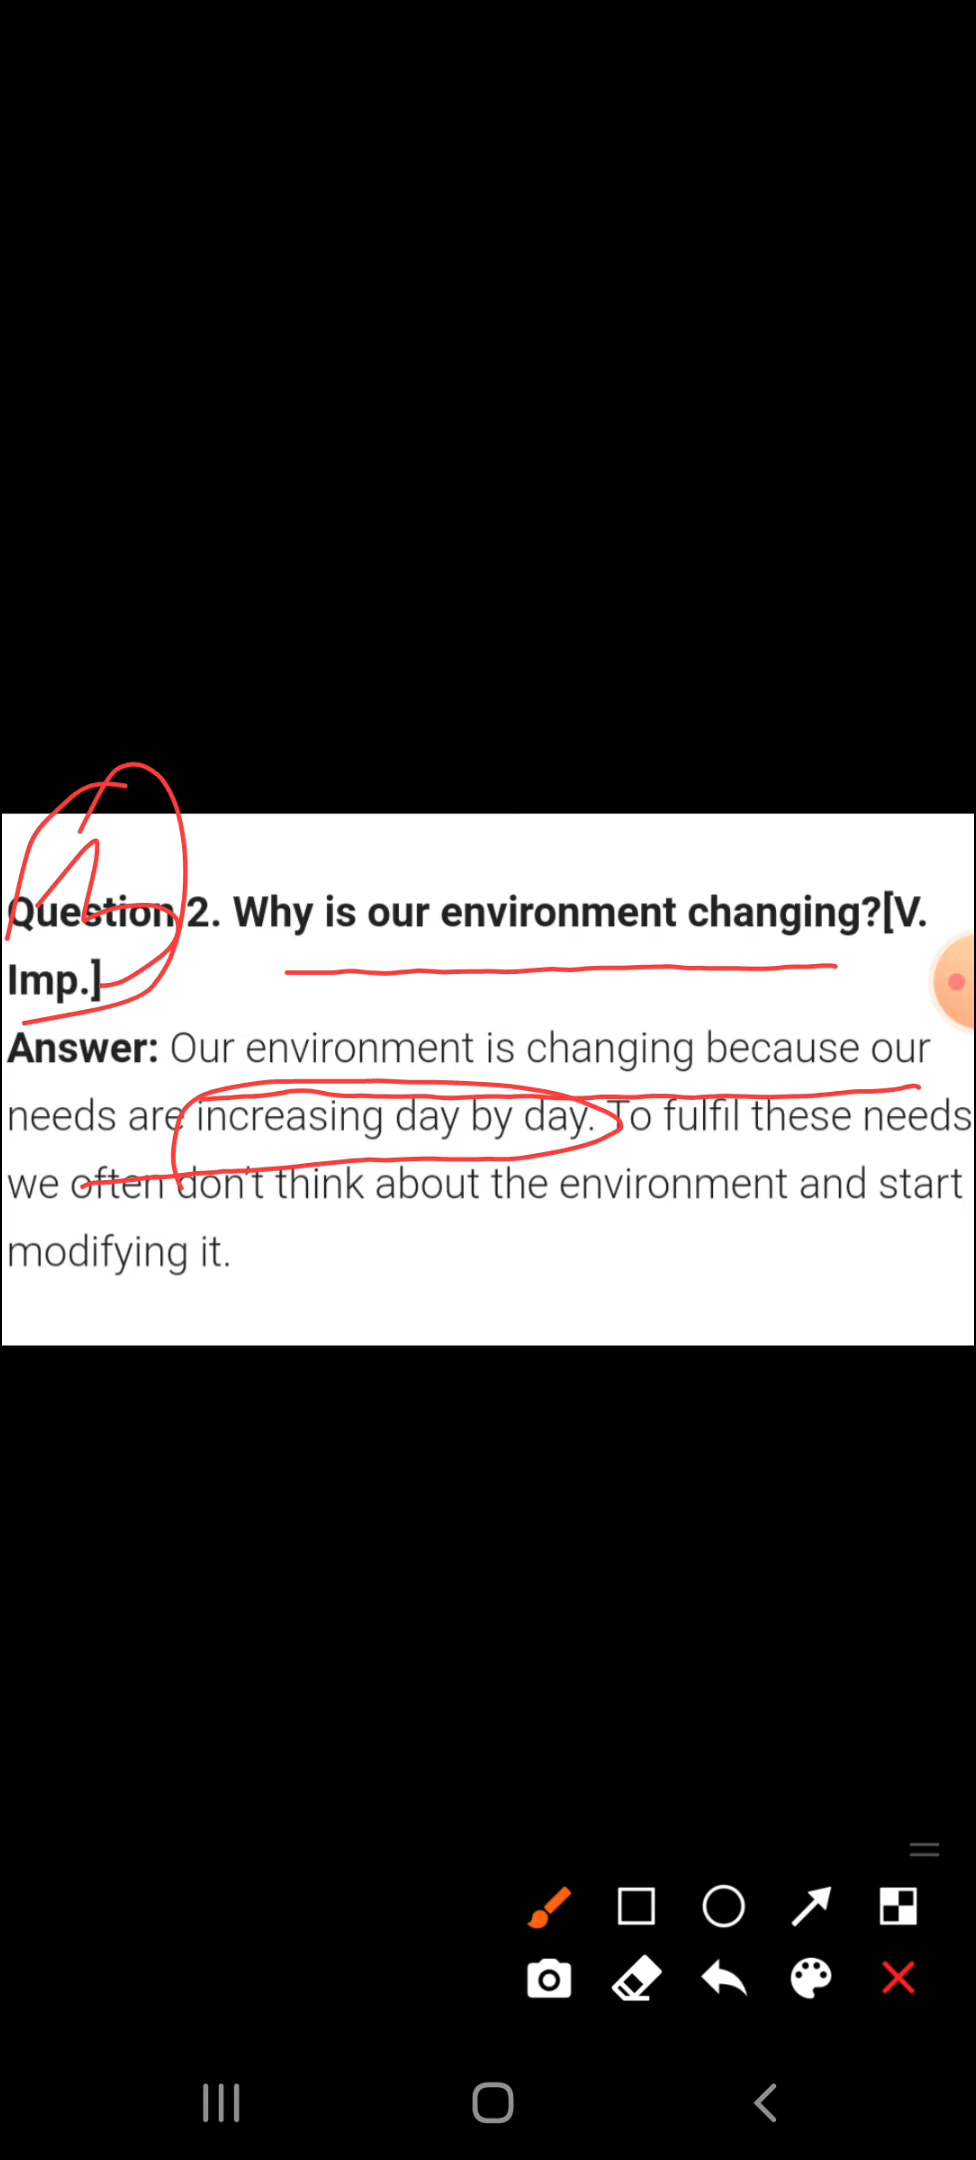 Question 2. Why is our environment changing?[V.
Imp.]
Answer: Our environment is changing because our
needs are increasing day by day. To fulfil these needs
we often don't think about the environment and start
modifying it.